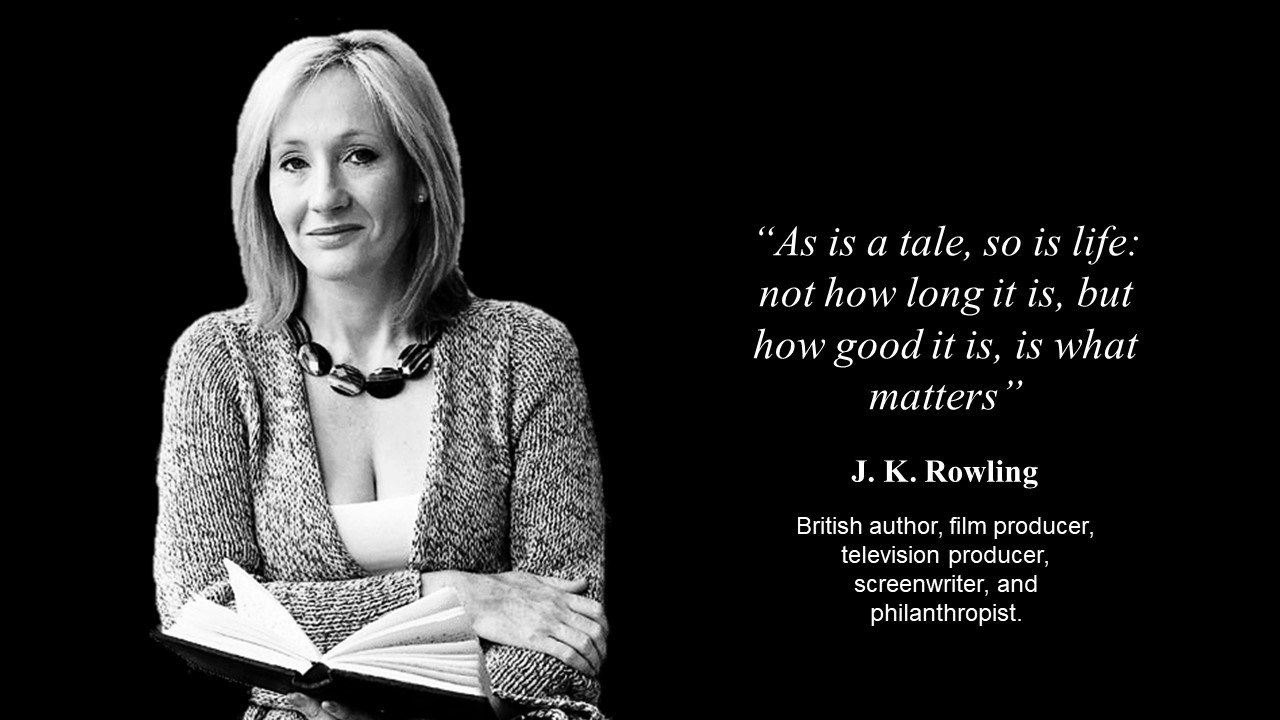 “As is a tale, so is life:
not how long it is, but
how good it is, is what
matters”
J. K. Rowling
British author, film producer,
television producer,
screenwriter, and
philanthropist.